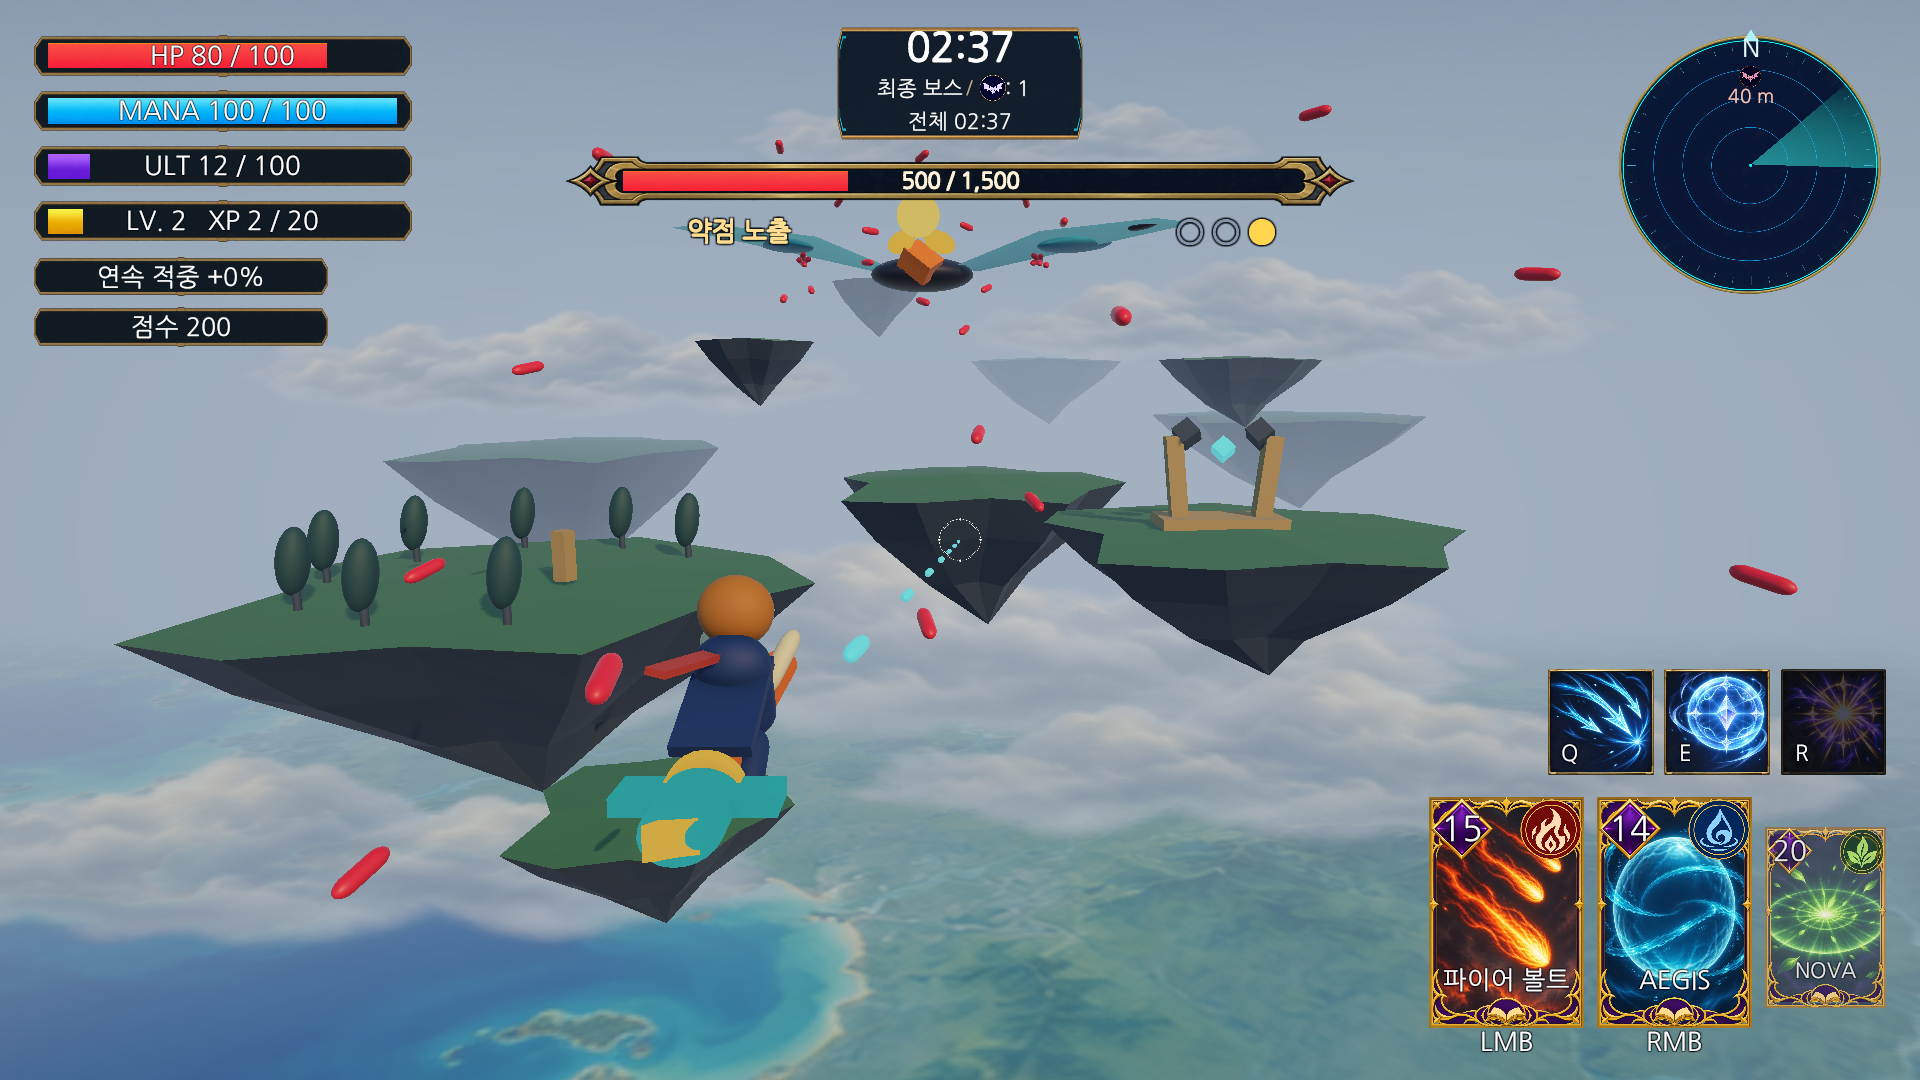 HP 80 / 100
MANA 100 / 100
ULT 12 / 100
LV. 2 XP 2 / 20
연속 적중 +0%
점수 200
02:37
최종 보스 / : 1
전체 02:37
500 / 1,500
약점 노출
N
40 m
Q
E
R
15
14
20
파이어 볼트
AEGIS
NOVA
LMB
RMB